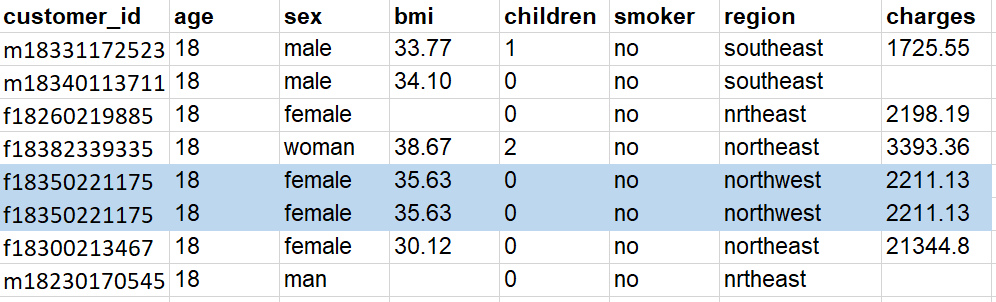 customer_id age sex bmi children smoker region charges
m18331172523 18 male 33.77 1 no southeast 1725.55
m18340113711 18 male 34.10 0 no southeast
f18260219885 18 female 0 no nrtheast 2198.19
f18382339335 18 woman 38.67 2 no northeast 3393.36
f18350221175 18 female 35.63 0 no northwest 2211.13
f18350221175 18 female 35.63 0 no northwest 2211.13
f18300213467 18 female 30.12 0 no northeast 21344.8
m18230170545 18 man 0 no nrtheast